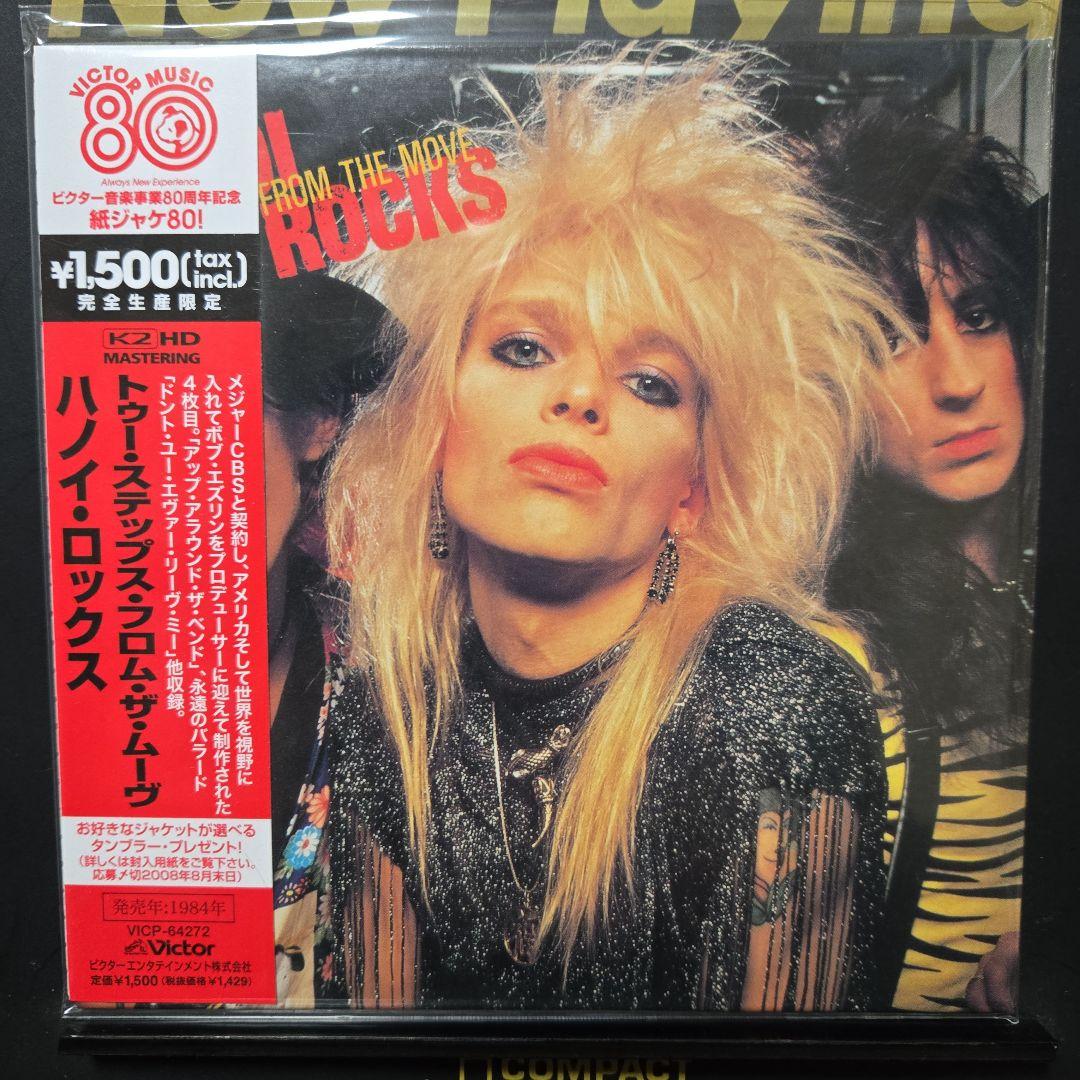 Now Playing
VICTOR MUSIC
80
Always New Experience
ビクター音楽事業80周年記念
紙ジャケ80!
¥1,500(tax incl.)
完全生産限定
K2 HD
MASTERING
メジャーCBSと契約し、アメリカそして世界を視野に
入れてボブ・エズリンをプロデューサーに迎えて制作された
4枚目。「アップ・アラウンド・ザ・ベンド」、永遠のバラード
「ドント・ユー・エヴァー・リーヴ・ミー」他収録。
トゥー・ステップス・フロム・ザ・ムーヴ
ハノイ・ロックス
お好きなジャケットが選べる
タンブラー・プレゼント!
(詳しくは封入用紙をご覧下さい。
応募〆切2008年8月末日)
発売年:1984年
VICP-64272
Victor
ビクターエンタテインメント株式会社
定価¥1,500(税抜価格¥1,429)
FROM THE MOVE
ROCKS
COMPACT